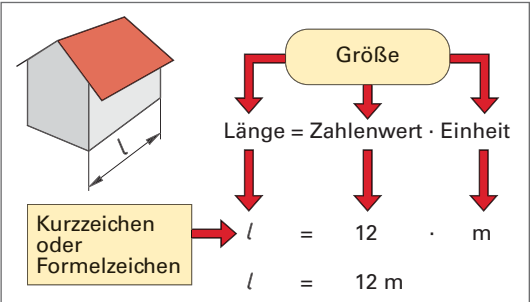 Größe
Länge = Zahlenwert · Einheit
l
Kurzzeichen
oder
Formelzeichen
l = 12 · m
l = 12 m